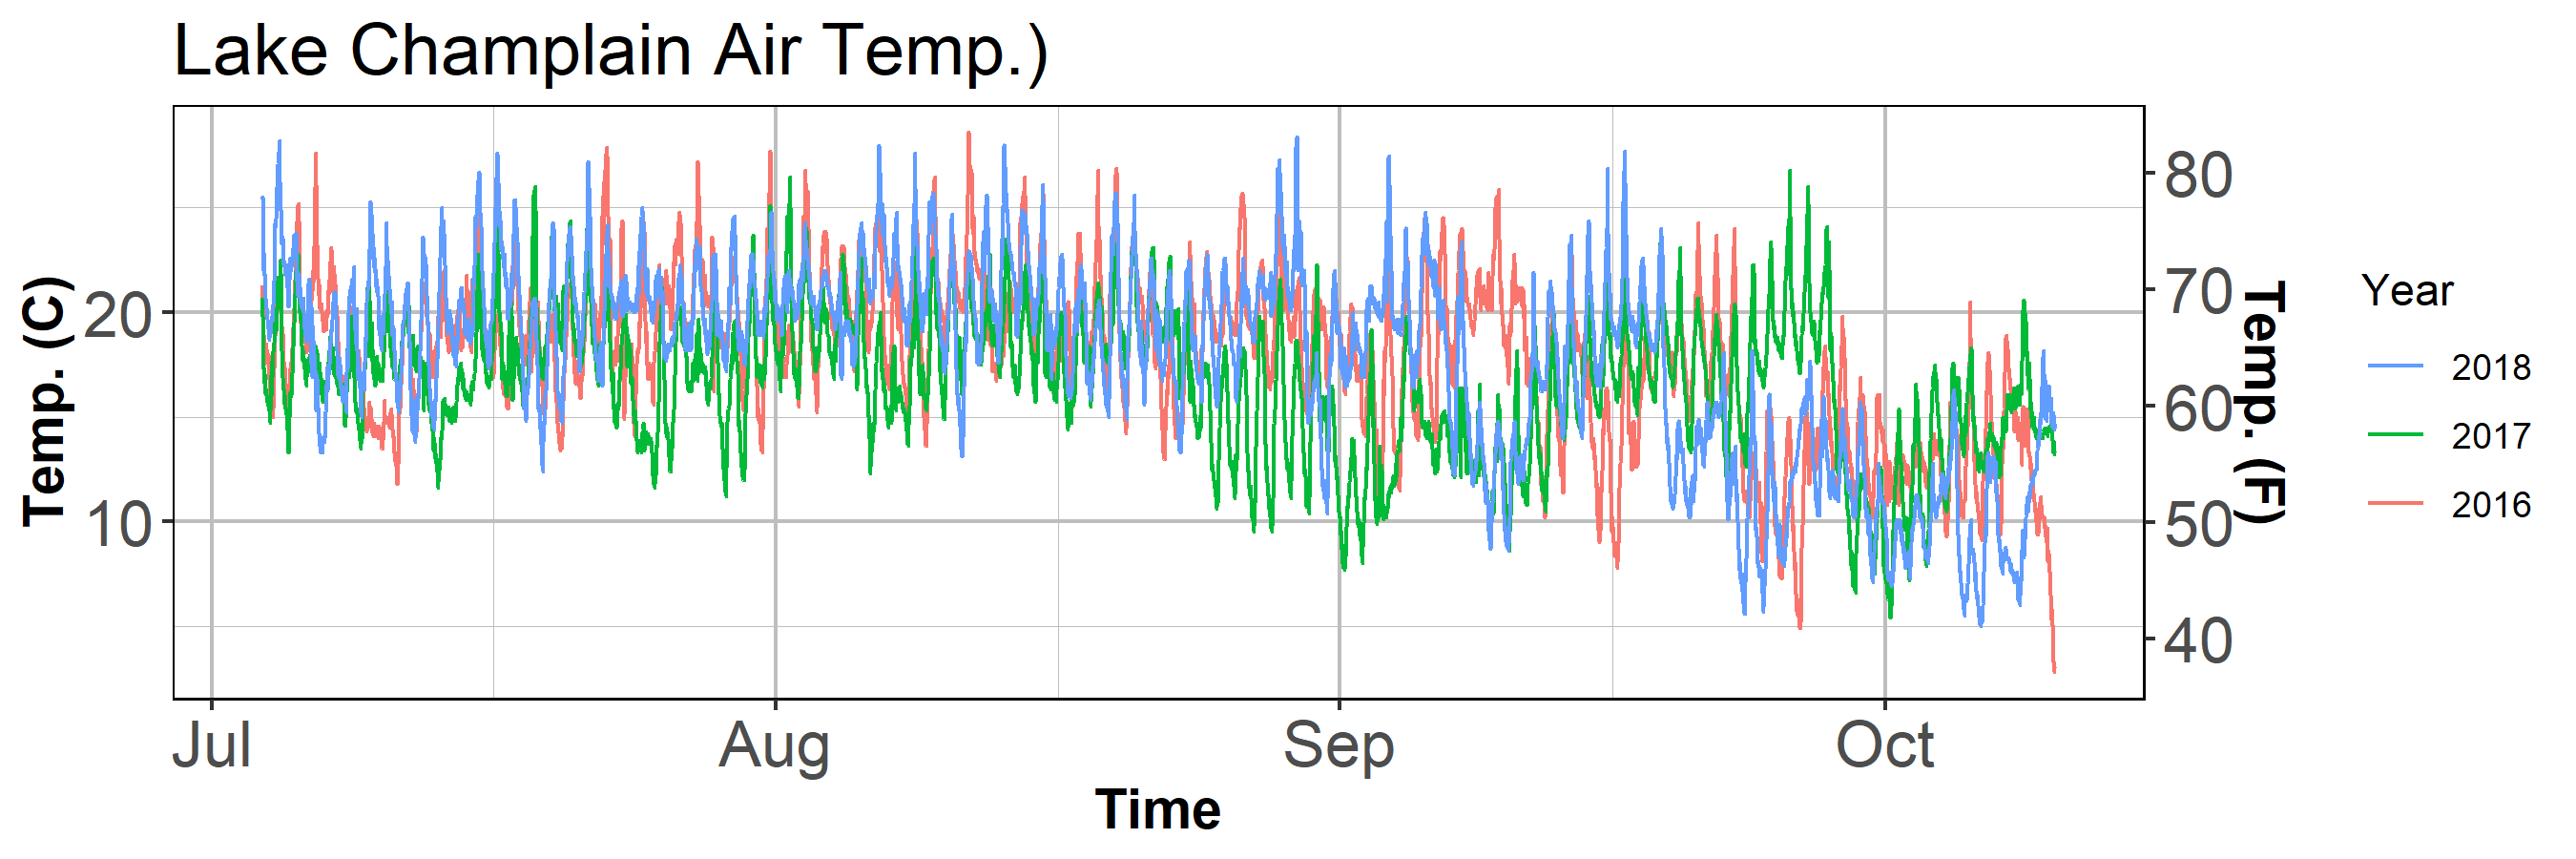 Lake Champlain Air Temp.)
Temp. (C)
20
10
80
70
60
50
40
Temp. (F)
Jul Aug Sep Oct
Time
Year
2018
2017
2016